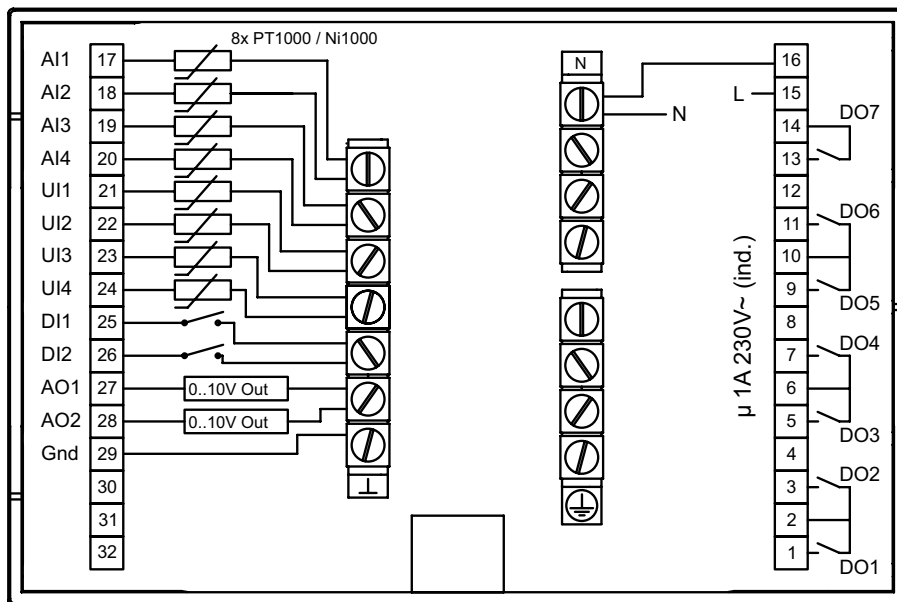 8x PT1000 / Ni1000
AI1 17
AI2 18
AI3 19
AI4 20
UI1 21
UI2 22
UI3 23
UI4 24
DI1 25
DI2 26
AO1 27 0..10V Out
AO2 28 0..10V Out
Gnd 29
30
31
32
N
N
L
µ 1A 230V~ (ind.)
16
15
DO7
14
13
12
DO6
11
10
9
DO5
8
DO4
7
6
5
DO3
4
DO2
3
2
1
DO1